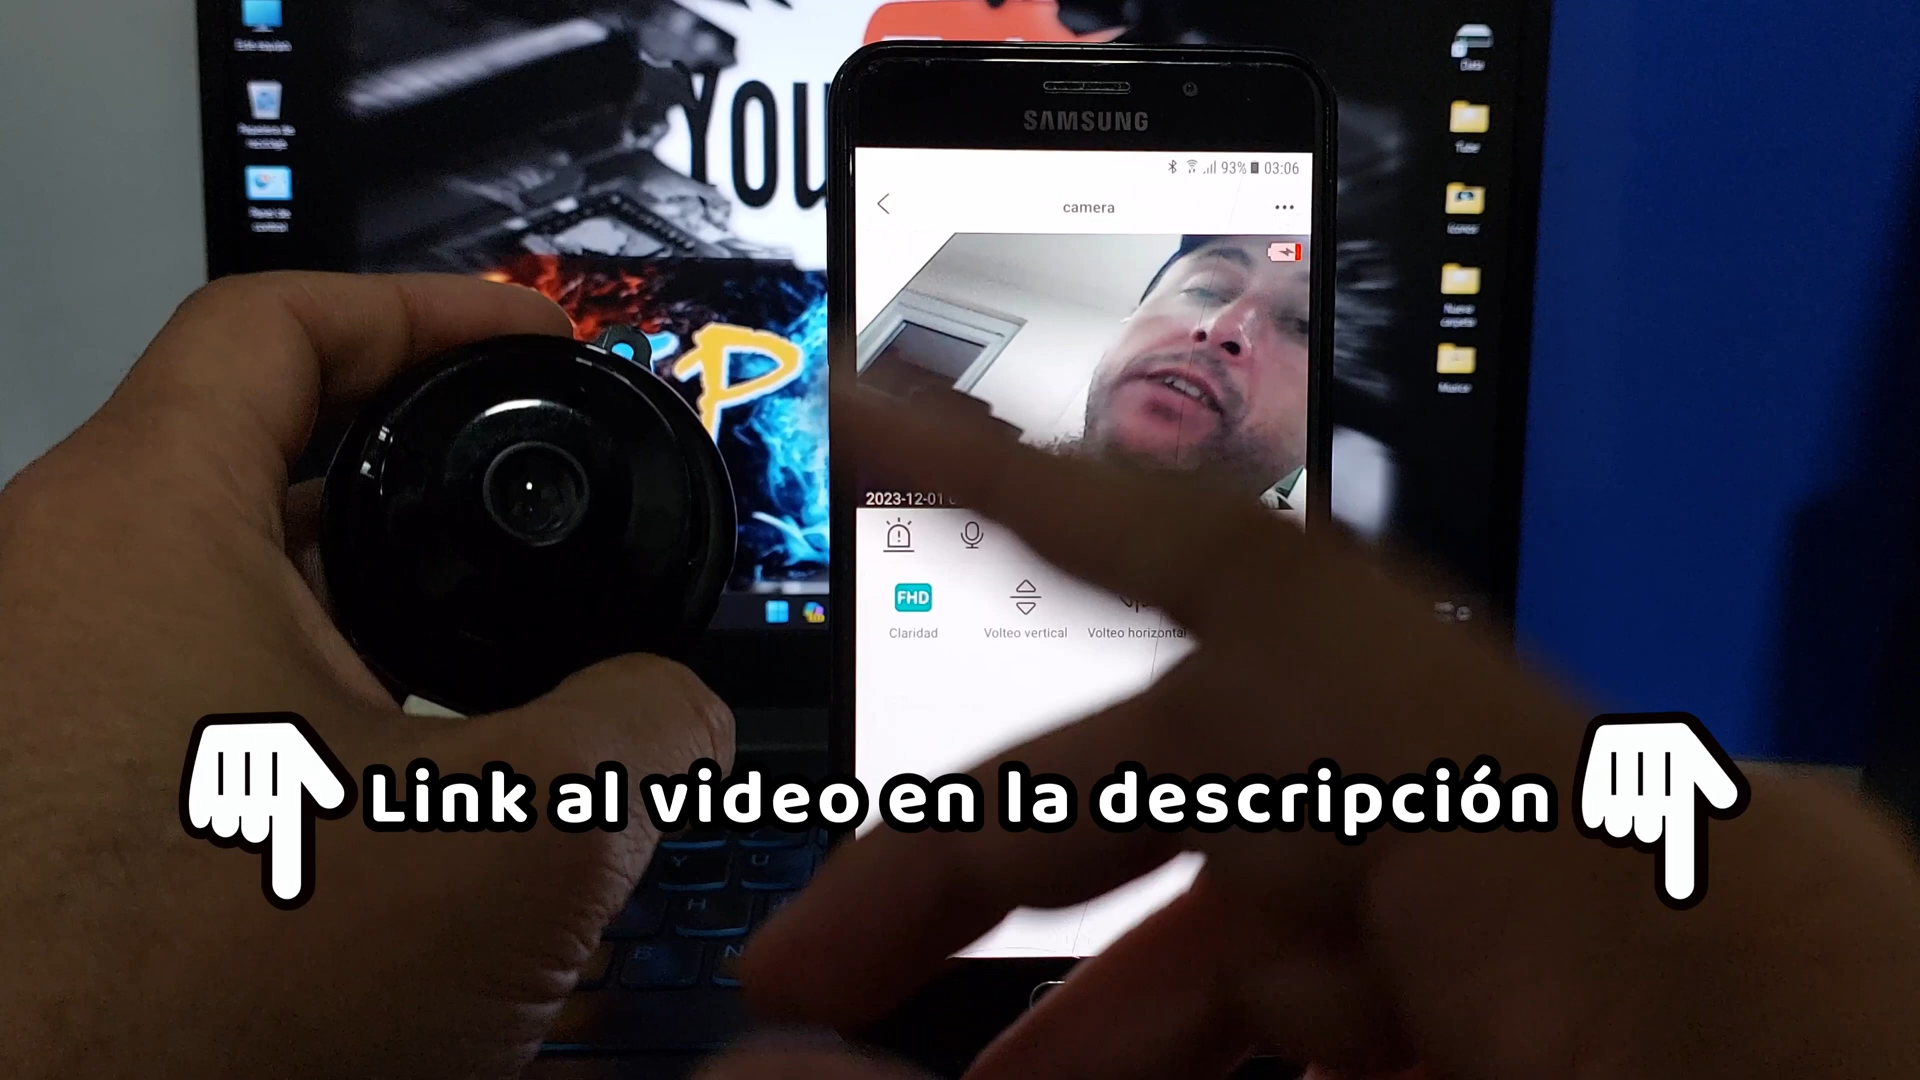 You
SAMSUNG
93% 03:06
camera
P
2023-12-01
FHD
Claridad
Volteo vertical
Volteo horizontal
Link al video en la descripción
Y U
H
B N